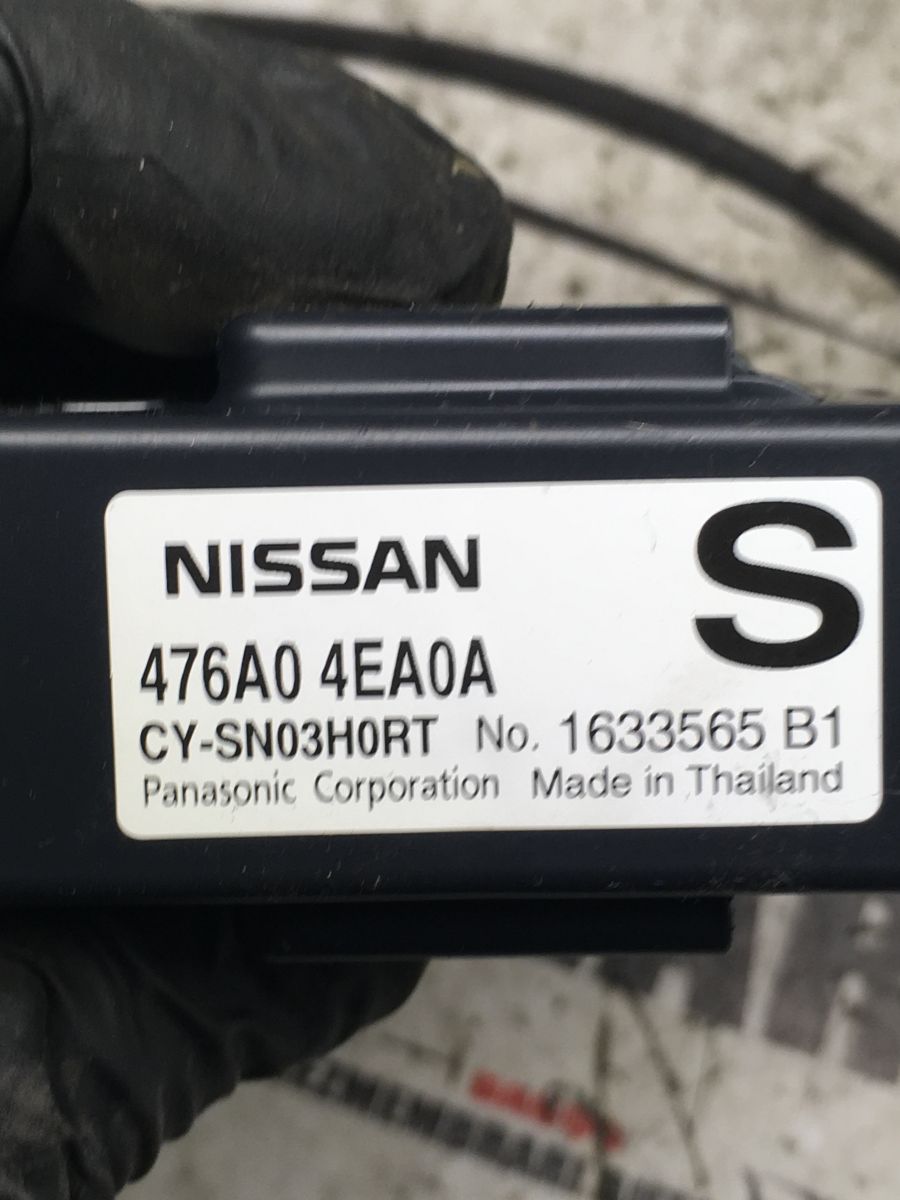 NISSAN
S
476A0 4EA0A
CY-SN03H0RT No. 1633565 B1
Panasonic Corporation Made in Thailand